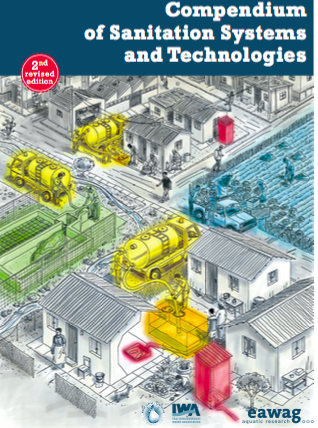 Compendium
of Sanitation Systems
and Technologies
2nd
revised
edition
IWA
eawag
aquatic research